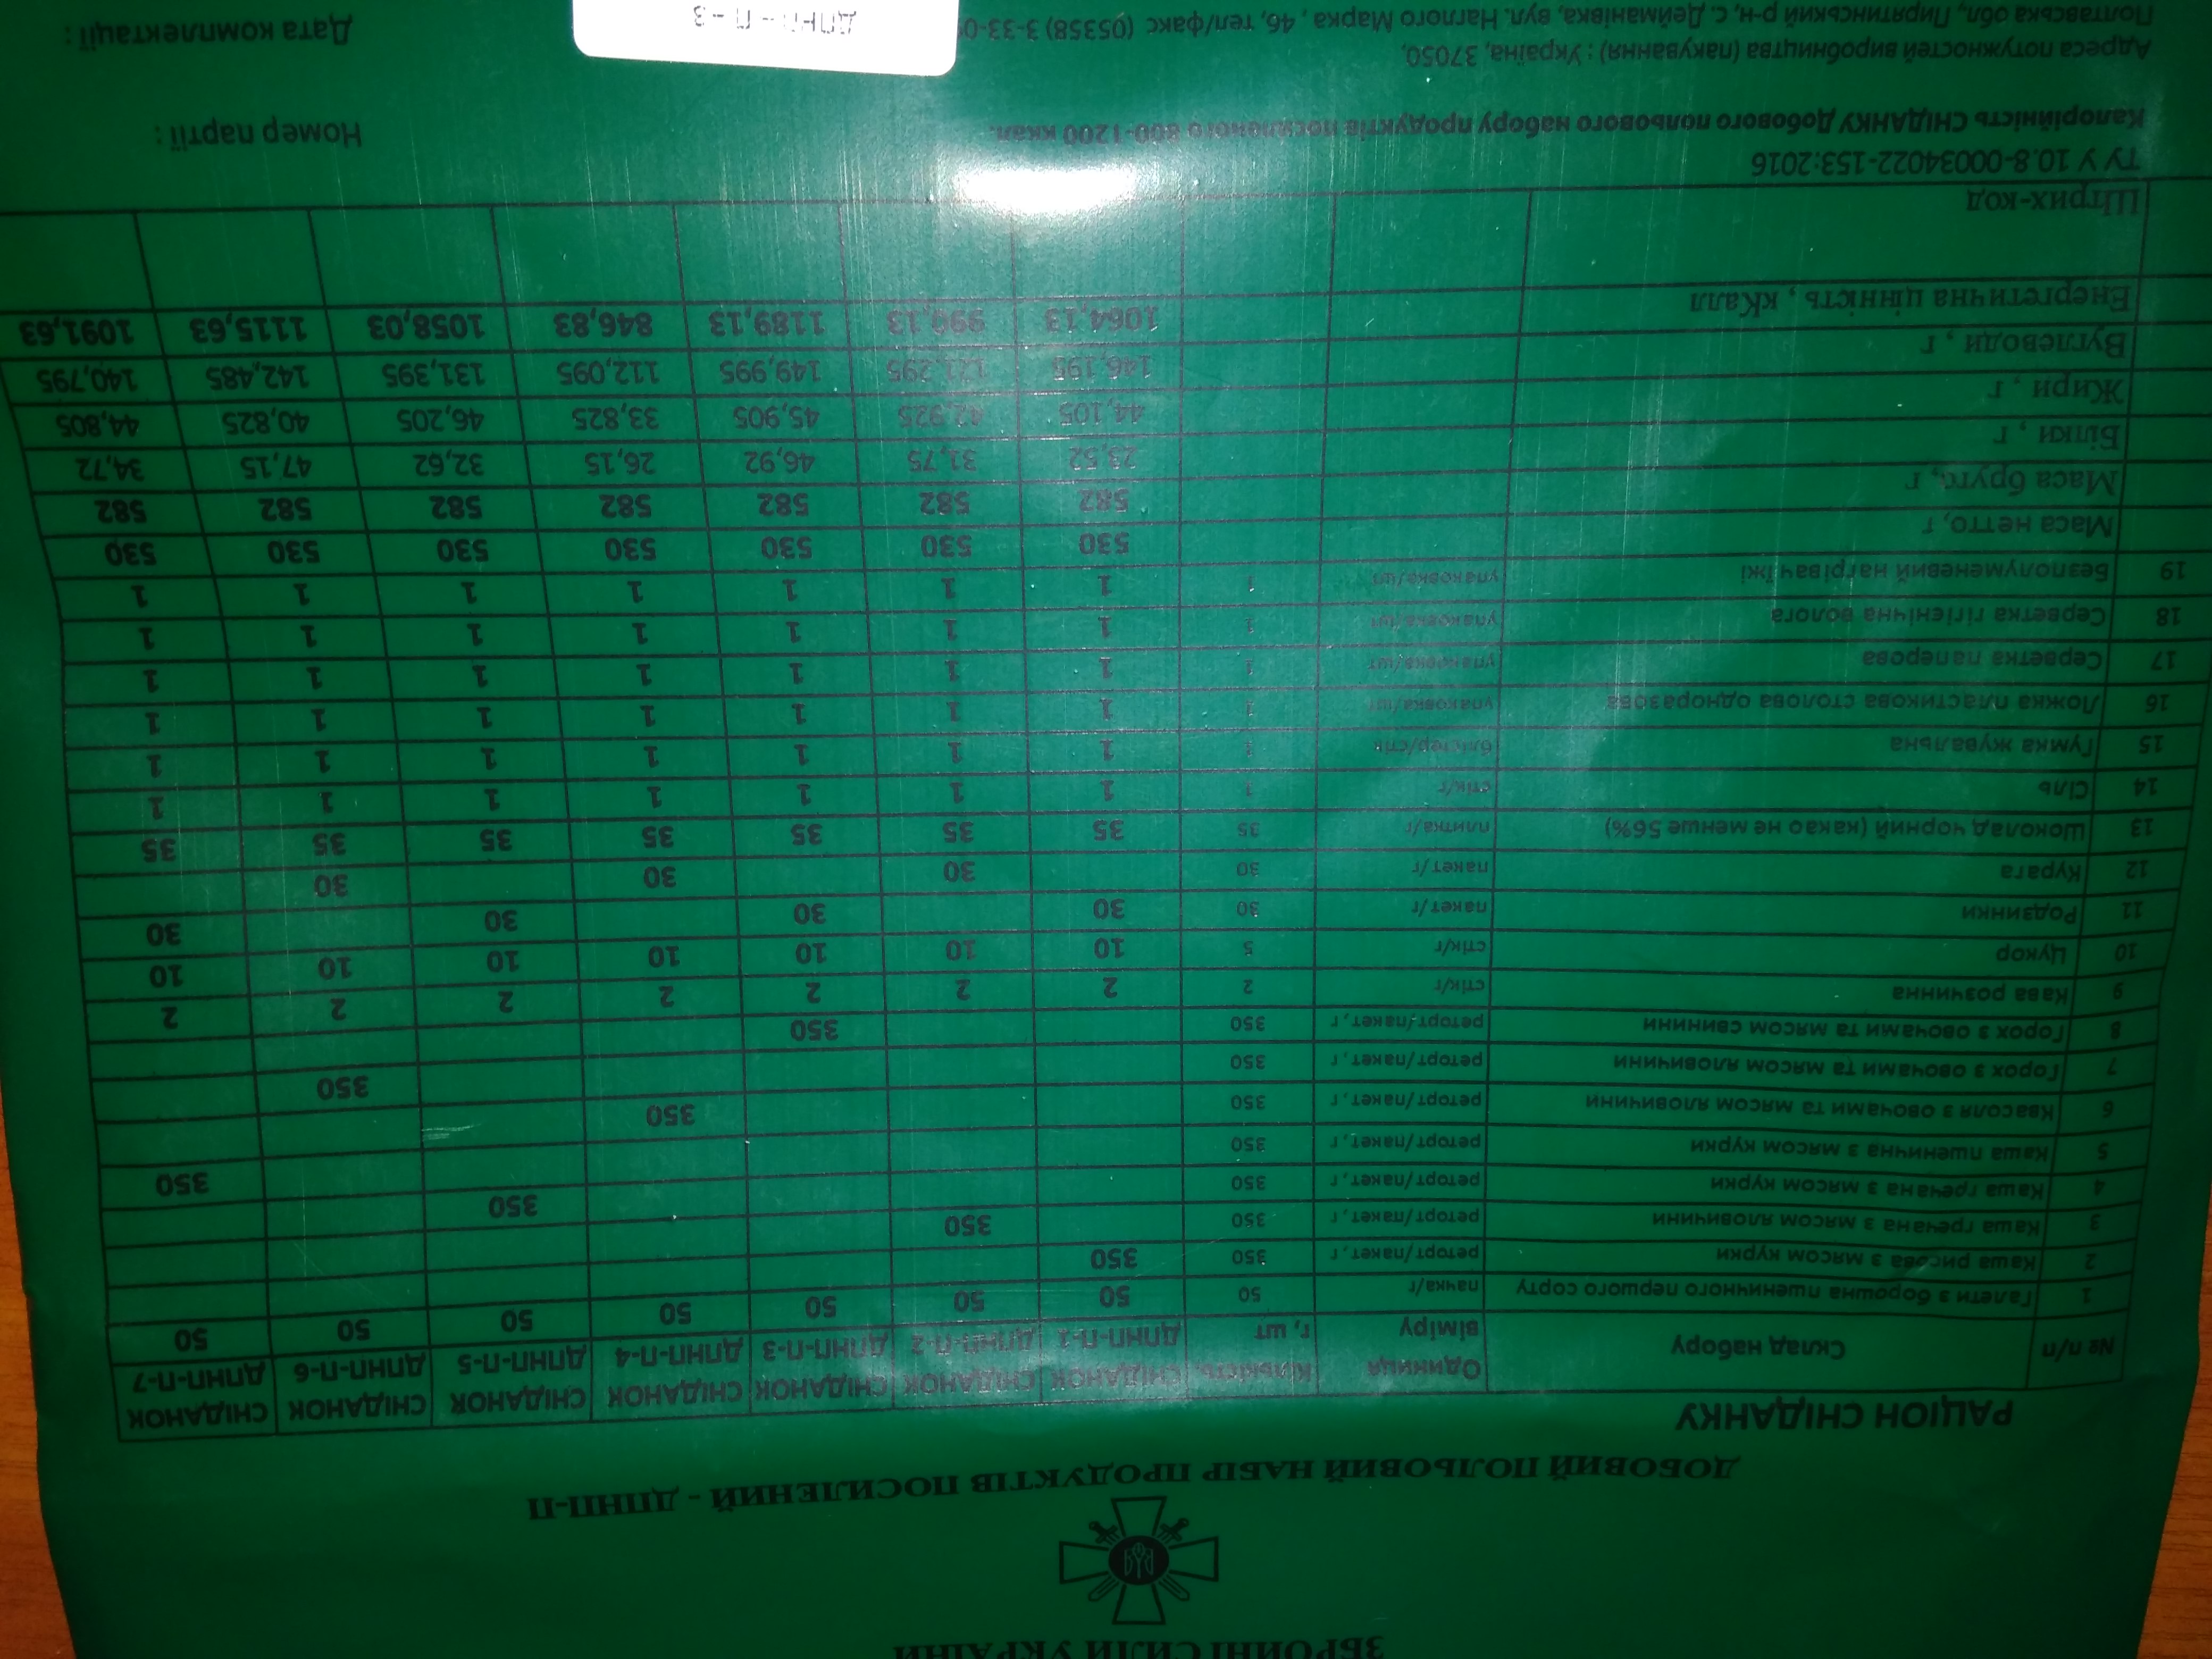 ЗБРОЙНІ СИЛИ УКРАЇНИ
ДОБОВИЙ ПОЛЬОВИЙ НАБІР ПРОДУКТІВ ПОСИЛЕНИЙ - ДПНП-П
РАЦІОН СНІДАНКУ
№ п/п Склад набору Одиниця віміру Кількість, г, шт СНІДАНОК ДПНП-П-1 СНІДАНОК ДПНП-П-2 СНІДАНОК ДПНП-П-3 СНІДАНОК ДПНП-П-4 СНІДАНОК ДПНП-П-5 СНІДАНОК ДПНП-П-6 СНІДАНОК ДПНП-П-7
1 Галети з борошна пшеничного першого сорту пачка/г 50 50 50 50 50 50 50 50
2 Каша рисова з мясом курки реторт/пакет, г 350 350
3 Каша гречана з мясом яловичини реторт/пакет, г 350 350
4 Каша гречана з мясом курки реторт/пакет, г 350 350
5 Каша пшенична з мясом курки реторт/пакет, г 350 350
6 Квасоля з овочами та мясом яловичини реторт/пакет, г 350 350
7 Горох з овочами та мясом яловичини реторт/пакет, г 350 350
8 Горох з овочами та мясом свинини реторт/пакет, г 350 350
9 Кава розчинна стік/г 2 2 2 2 2 2 2 2
10 Цукор стік/г 5 10 10 10 10 10 10 10
11 Родзинки пакет/г 30 30 30 30 30
12 Курага пакет/г 30 30 30 30
13 Шоколад чорний (какао не менше 56%) плитка/г 35 35 35 35 35 35 35 35
14 Сіль стік/г 1 1 1 1 1 1 1 1
15 Гумка жувальна блістер/стік 1 1 1 1 1 1 1 1
16 Ложка пластикова столова одноразова упаковка/шт 1 1 1 1 1 1 1 1
17 Серветка паперова упаковка/шт 1 1 1 1 1 1 1 1
18 Серветка гігієнічна волога упаковка/шт 1 1 1 1 1 1 1 1
19 Безполуменевий нагрівач їжі упаковка/шт 1 1 1 1 1 1 1 1
Маса нетто, г 530 530 530 530 530 530 530
Маса бруто, г 582 582 582 582 582 582 582
Білки , г 23,52 31,75 46,92 26,15 32,62 47,15 34,72
Жири , г 44,105 42,925 45,905 33,825 46,205 40,825 44,805
Вуглеводи , г 146,195 121,295 149,995 112,095 131,395 142,485 140,795
Енергетична цінність , кКалл 1064,13 990,13 1189,13 846,83 1058,03 1115,63 1091,63
Штрих-код
ТУ У 10.8-00034022-153:2016
Калорійність СНІДАНКУ Добового польового набору продуктів посиленого 800-1200 ккал.
Номер партії :
Адреса потужностей виробництва (пакування) : Україна, 37050,
Полтавська обл., Пирятинський р-н, с. Дейманівка, вул. Наглого Марка , 46, тел/факс (05358) 3-33-0
Дата комплектації :
ДПНП - П - 3